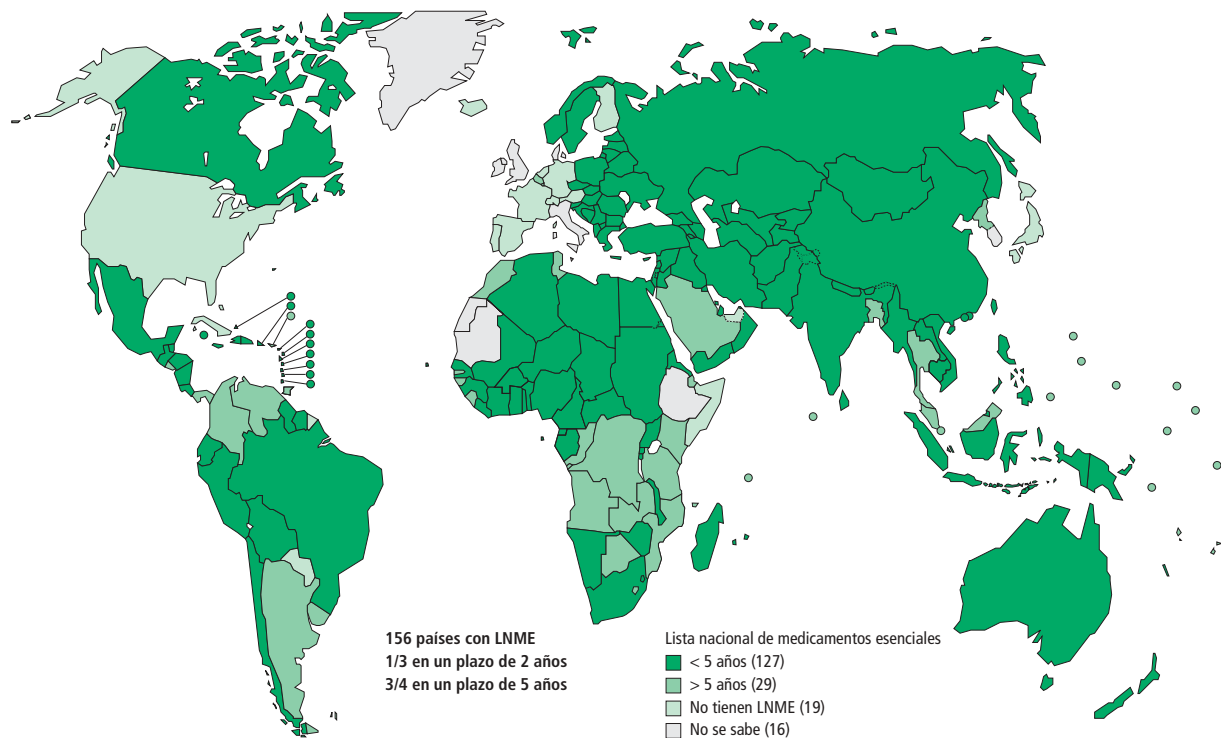 156 países con LNME
1/3 en un plazo de 2 años
3/4 en un plazo de 5 años
Lista nacional de medicamentos esenciales
< 5 años (127)
> 5 años (29)
No tienen LNME (19)
No se sabe (16)